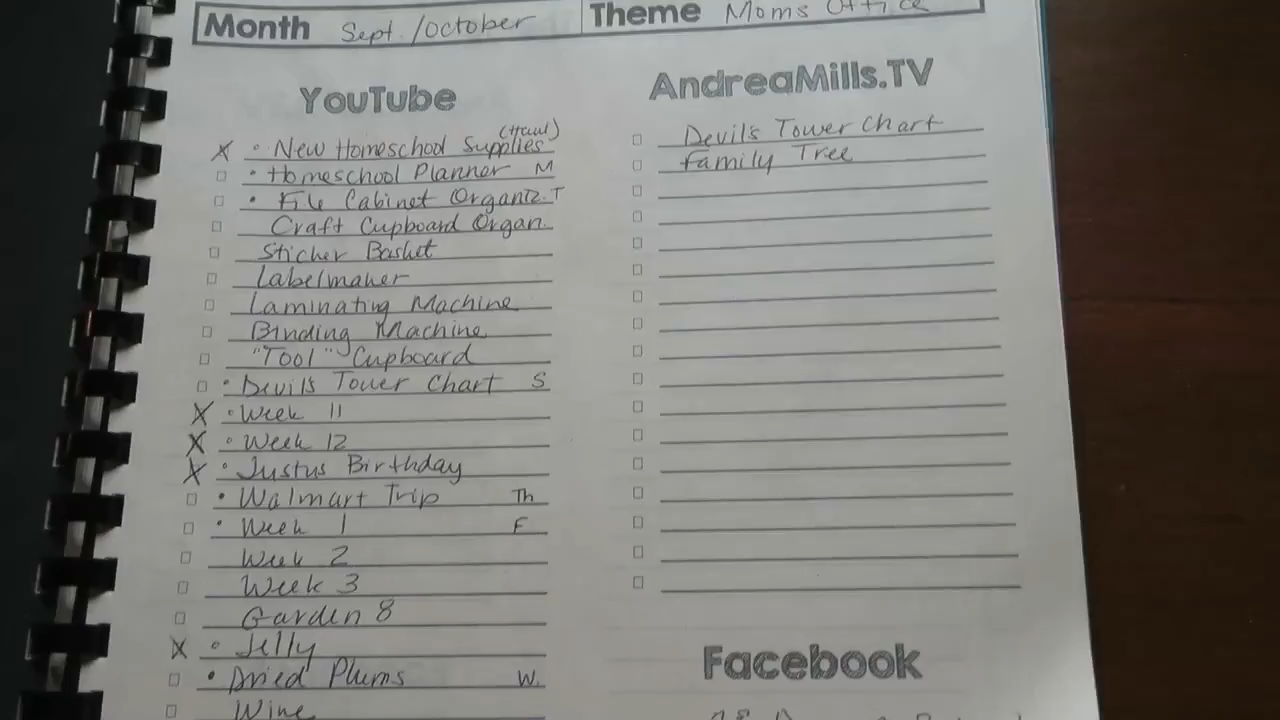 Month Sept./October Theme Moms Office
YouTube
X • New Homeschool Supplies (Haul)
• Homeschool Planner M
• File Cabinet Organiz. T
Craft Cupboard Organ.
Sticker Basket
Labelmaker
Laminating Machine
Binding Machine
"Tool" Cupboard
• Devil's Tower Chart S
X • Week 11
X • Week 12
X • Justus Birthday
• Walmart Trip Th
• Week 1 F
Week 2
Week 3
Garden 8
X • Jelly
• Dried Plums W.
Wine
AndreaMills.TV
Devil's Tower Chart
Family Tree
Facebook